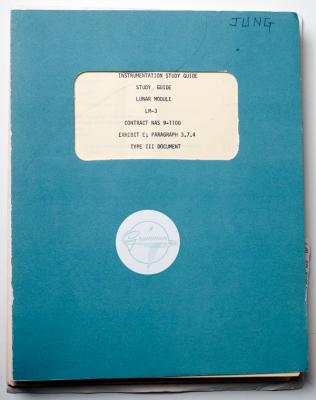 JUNG
INSTRUMENTATION STUDY GUIDE
STUDY GUIDE
LUNAR MODULE
LM-3
CONTRACT NAS 9-1100
EXHIBIT E; PARAGRAPH 3.7.4
TYPE III DOCUMENT
Grumman